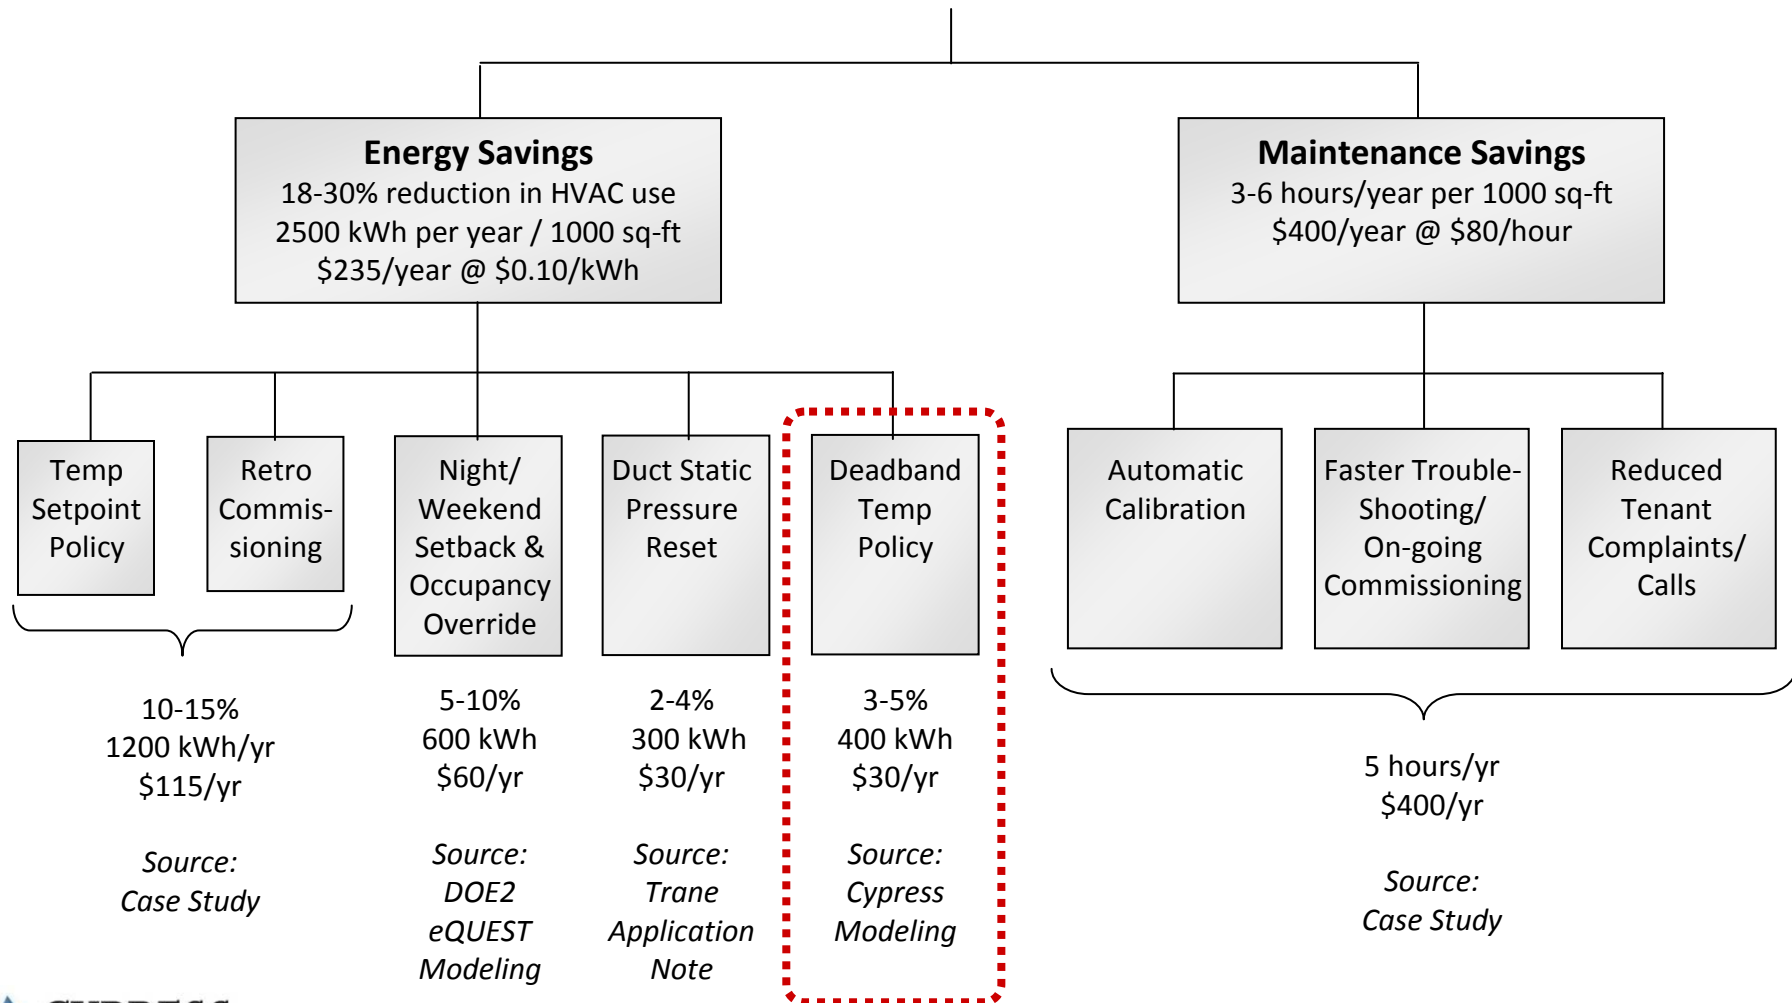 Energy Savings
18-30% reduction in HVAC use
2500 kWh per year / 1000 sq-ft
$235/year @ $0.10/kWh
Maintenance Savings
3-6 hours/year per 1000 sq-ft
$400/year @ $80/hour
Temp
Setpoint
Policy
Retro
Commis-
sioning
Night/
Weekend
Setback &
Occupancy
Override
Duct Static
Pressure
Reset
Deadband
Temp
Policy
Automatic
Calibration
Faster Trouble-
Shooting/
On-going
Commissioning
Reduced
Tenant
Complaints/
Calls
10-15%
1200 kWh/yr
$115/yr
Source:
Case Study
5-10%
600 kWh
$60/yr
Source:
DOE2
eQUEST
Modeling
2-4%
300 kWh
$30/yr
Source:
Trane
Application
Note
3-5%
400 kWh
$30/yr
Source:
Cypress
Modeling
5 hours/yr
$400/yr
Source:
Case Study
CYPRESS